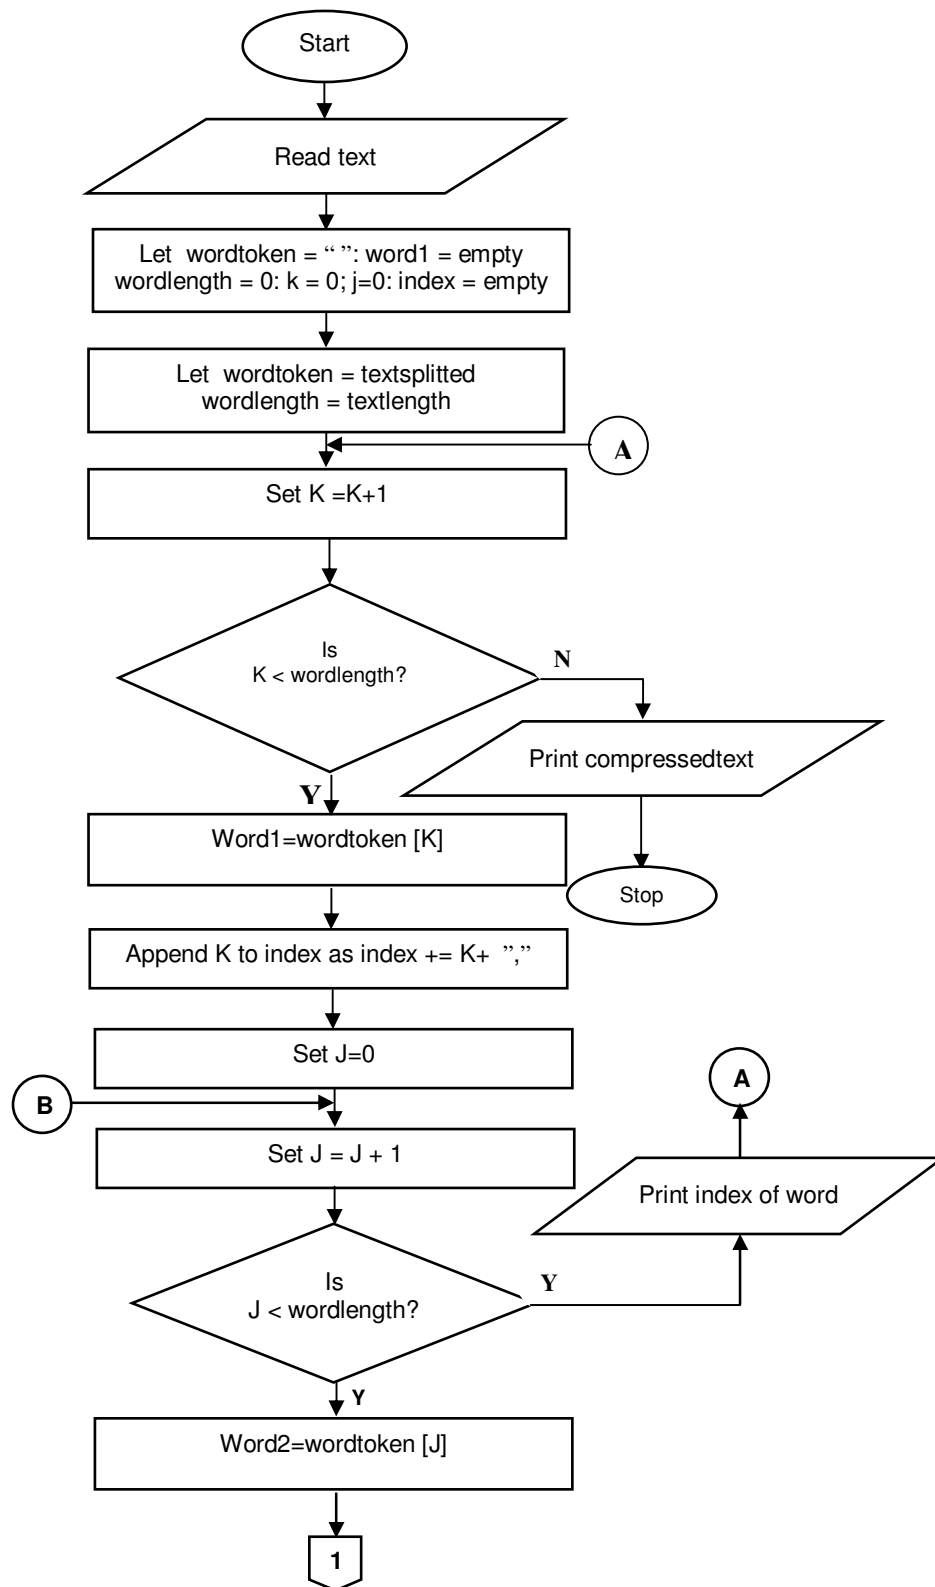 Start
Read text
Let wordtoken = “ ”: word1 = empty
wordlength = 0: k = 0; j=0: index = empty
Let wordtoken = textsplitted
wordlength = textlength
A
Set K =K+1
Is
K < wordlength?
N
Print compressedtext
Y
Word1=wordtoken [K]
Stop
Append K to index as index += K+ ”,”
Set J=0
A
B
Set J = J + 1
Print index of word
Is
J < wordlength?
Y
Y
Word2=wordtoken [J]
1